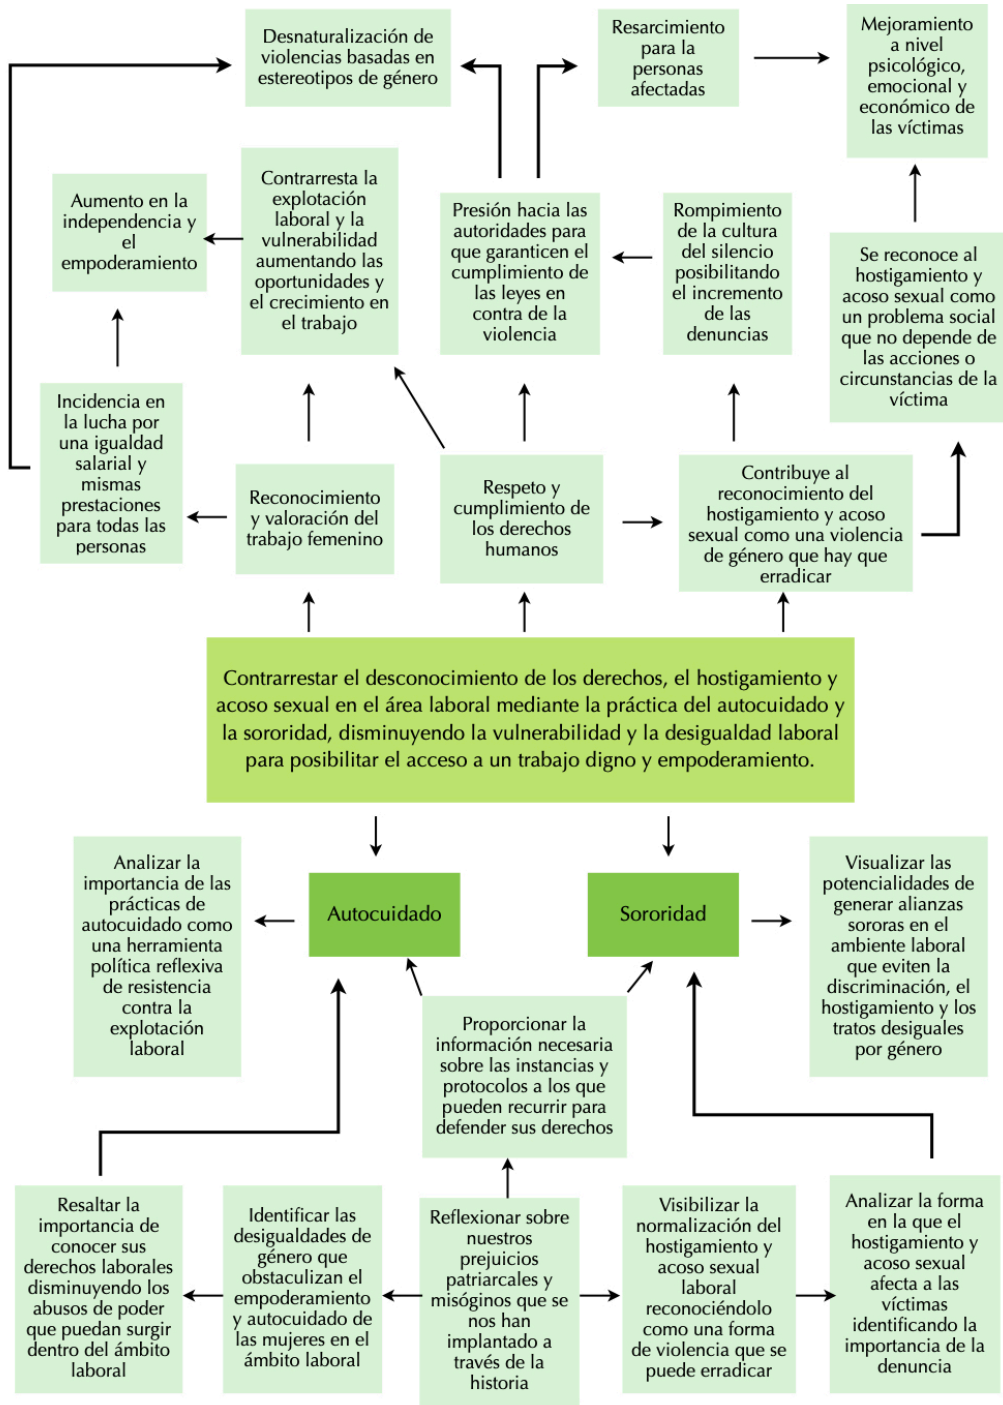 Desnaturalización de
violencias basadas en
estereotipos de género
Resarcimiento
para la
personas
afectadas
Mejoramiento
a nivel
psicológico,
emocional y
económico de
las víctimas
Aumento en la
independencia y
el
empoderamiento
Contrarresta la
explotación
laboral y la
vulnerabilidad
aumentando las
oportunidades y
el crecimiento en
el trabajo
Presión hacia las
autoridades para
que garanticen el
cumplimiento de
las leyes en
contra de la
violencia
Rompimiento
de la cultura
del silencio
posibilitando
el incremento
de las
denuncias
Se reconoce al
hostigamiento y
acoso sexual como
un problema social
que no depende de
las acciones o
circunstancias de la
víctima
Incidencia en
la lucha por
una igualdad
salarial y
mismas
prestaciones
para todas las
personas
Reconocimiento
y valoración del
trabajo femenino
Respeto y
cumplimiento de
los derechos
humanos
Contribuye al
reconocimiento del
hostigamiento y acoso
sexual como una violencia
de género que hay que
erradicar
Contrarrestar el desconocimiento de los derechos, el hostigamiento y
acoso sexual en el área laboral mediante la práctica del autocuidado y
la sororidad, disminuyendo la vulnerabilidad y la desigualdad laboral
para posibilitar el acceso a un trabajo digno y empoderamiento.
Analizar la
importancia de las
prácticas de
autocuidado como
una herramienta
política reflexiva
de resistencia
contra la
explotación
laboral
Autocuidado
Sororidad
Visualizar las
potencialidades de
generar alianzas
sororas en el
ambiente laboral
que eviten la
discriminación, el
hostigamiento y los
tratos desiguales
por género
Proporcionar la
información necesaria
sobre las instancias y
protocolos a los que
pueden recurrir para
defender sus derechos
Resaltar la
importancia de
conocer sus
derechos laborales
disminuyendo los
abusos de poder
que puedan surgir
dentro del ámbito
laboral
Identificar las
desigualdades de
género que
obstaculizan el
empoderamiento
y autocuidado de
las mujeres en el
ámbito laboral
Reflexionar sobre
nuestros
prejuicios
patriarcales y
misóginos que se
nos han
implantado a
través de la
historia
Visibilizar la
normalización del
hostigamiento y
acoso sexual
laboral
reconociéndolo
como una forma
de violencia que se
puede erradicar
Analizar la forma
en la que el
hostigamiento y
acoso sexual
afecta a las
víctimas
identificando la
importancia de la
denuncia